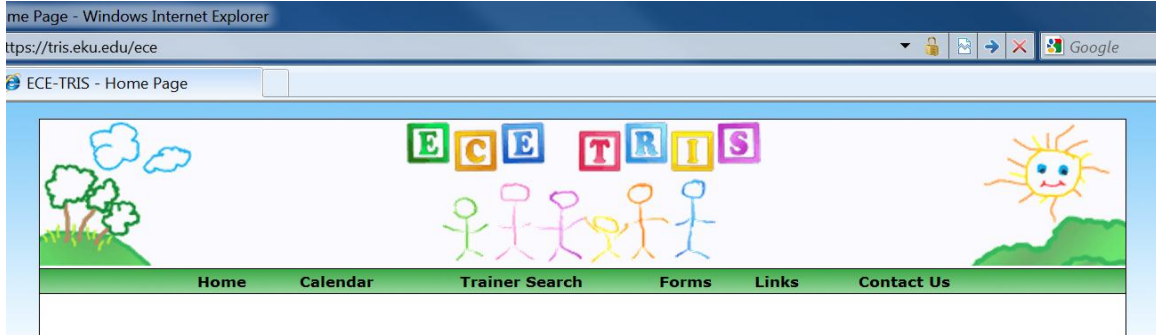 me Page - Windows Internet Explorer
ttps://tris.eku.edu/ece
Google
ECE-TRIS - Home Page
ECE TRIS
Home Calendar Trainer Search Forms Links Contact Us